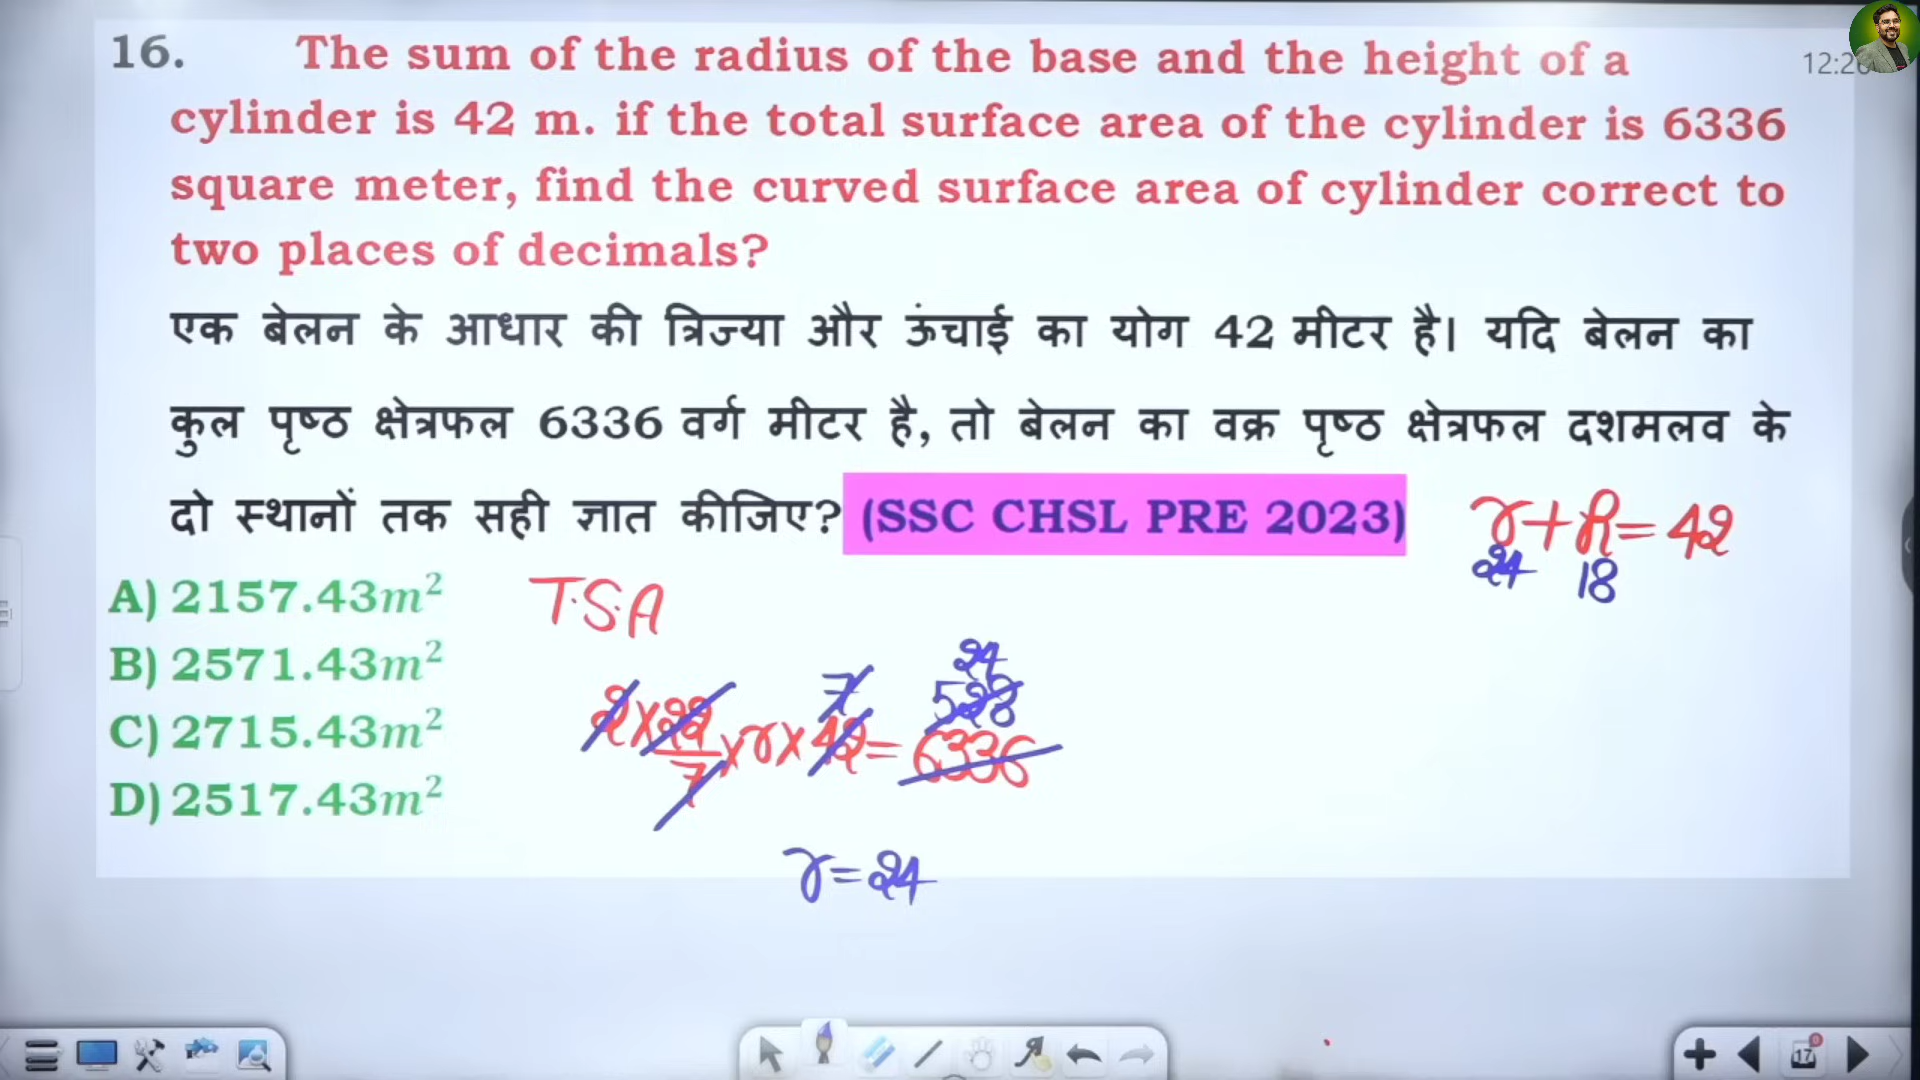 16. The sum of the radius of the base and the height of a
cylinder is 42 m. if the total surface area of the cylinder is 6336
square meter, find the curved surface area of cylinder correct to
two places of decimals?
एक बेलन के आधार की त्रिज्या और ऊंचाई का योग 42 मीटर है। यदि बेलन का
कुल पृष्ठ क्षेत्रफल 6336 वर्ग मीटर है, तो बेलन का वक्र पृष्ठ क्षेत्रफल दशमलव के
दो स्थानों तक सही ज्ञात कीजिए? (SSC CHSL PRE 2023)
r+h=42
24 18
A) 2157.43m²
B) 2571.43m²
C) 2715.43m²
D) 2517.43m²
T.S.A
7 24
528
2×22/7×r×42=6336
r=24
17